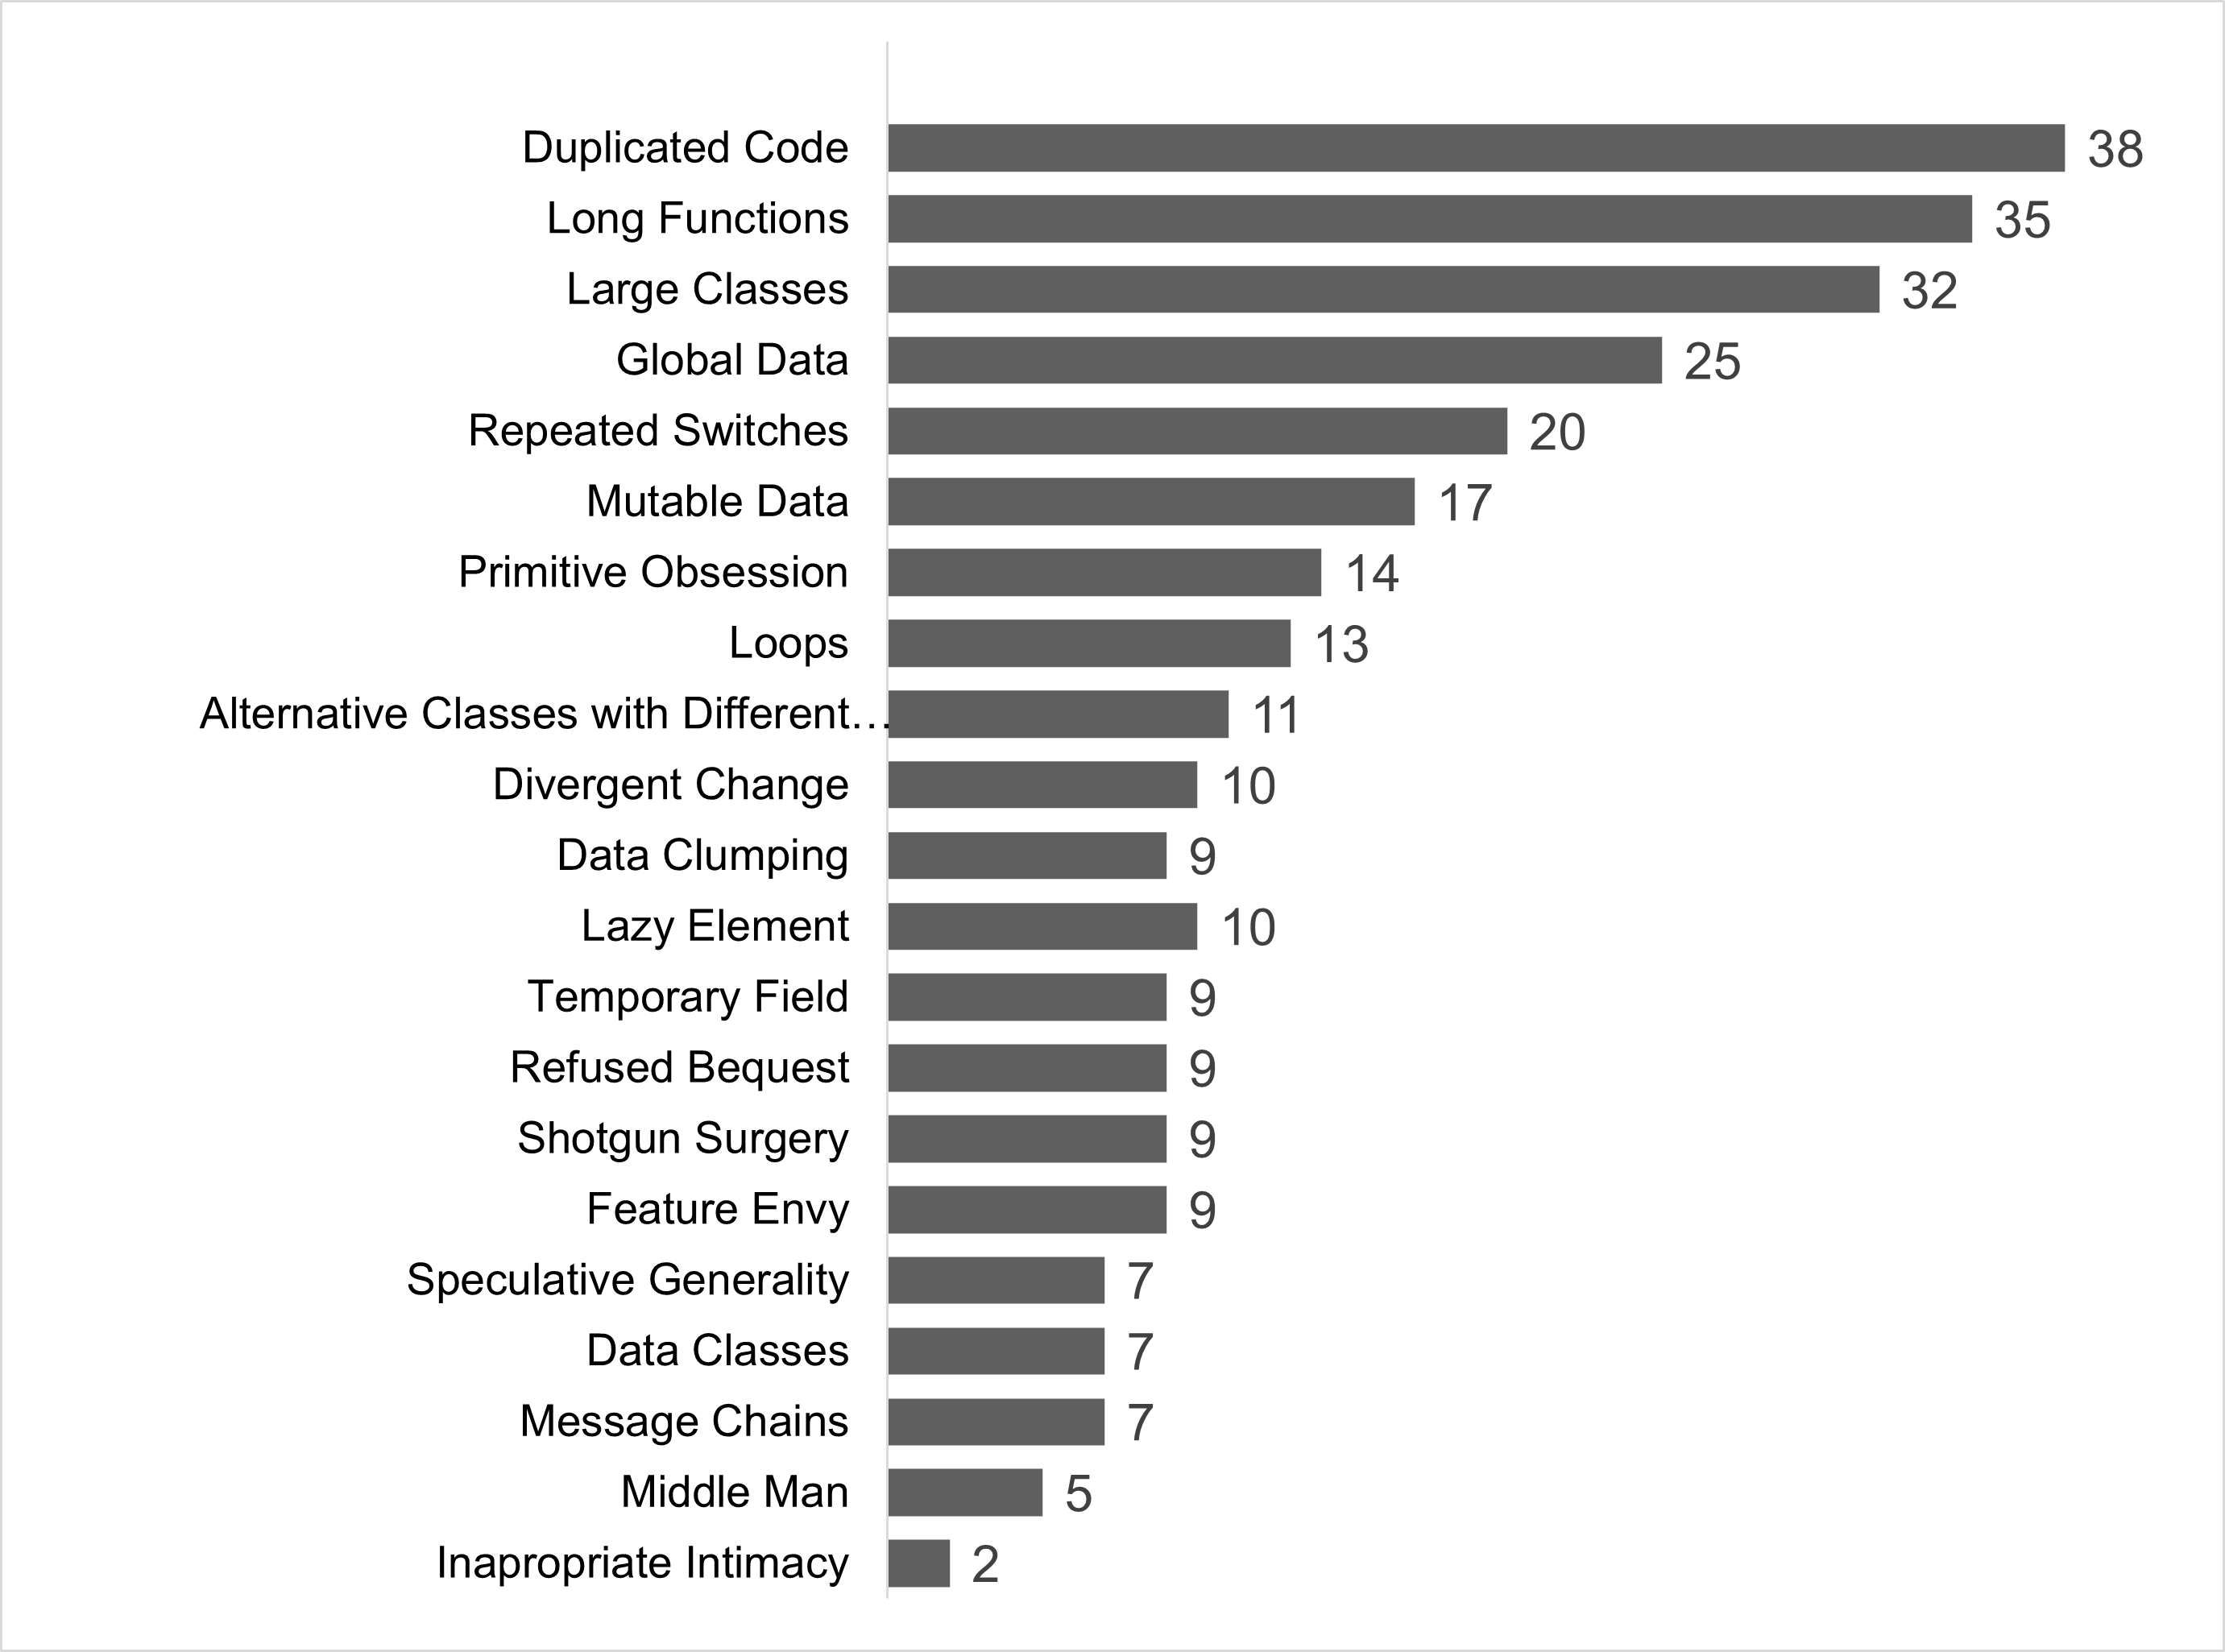 Duplicated Code 38
Long Functions 35
Large Classes 32
Global Data 25
Repeated Switches 20
Mutable Data 17
Primitive Obsession 14
Loops 13
Alternative Classes with Different... 11
Divergent Change 10
Data Clumping 9
Lazy Element 10
Temporary Field 9
Refused Bequest 9
Shotgun Surgery 9
Feature Envy 9
Speculative Generality 7
Data Classes 7
Message Chains 7
Middle Man 5
Inapropriate Intimacy 2